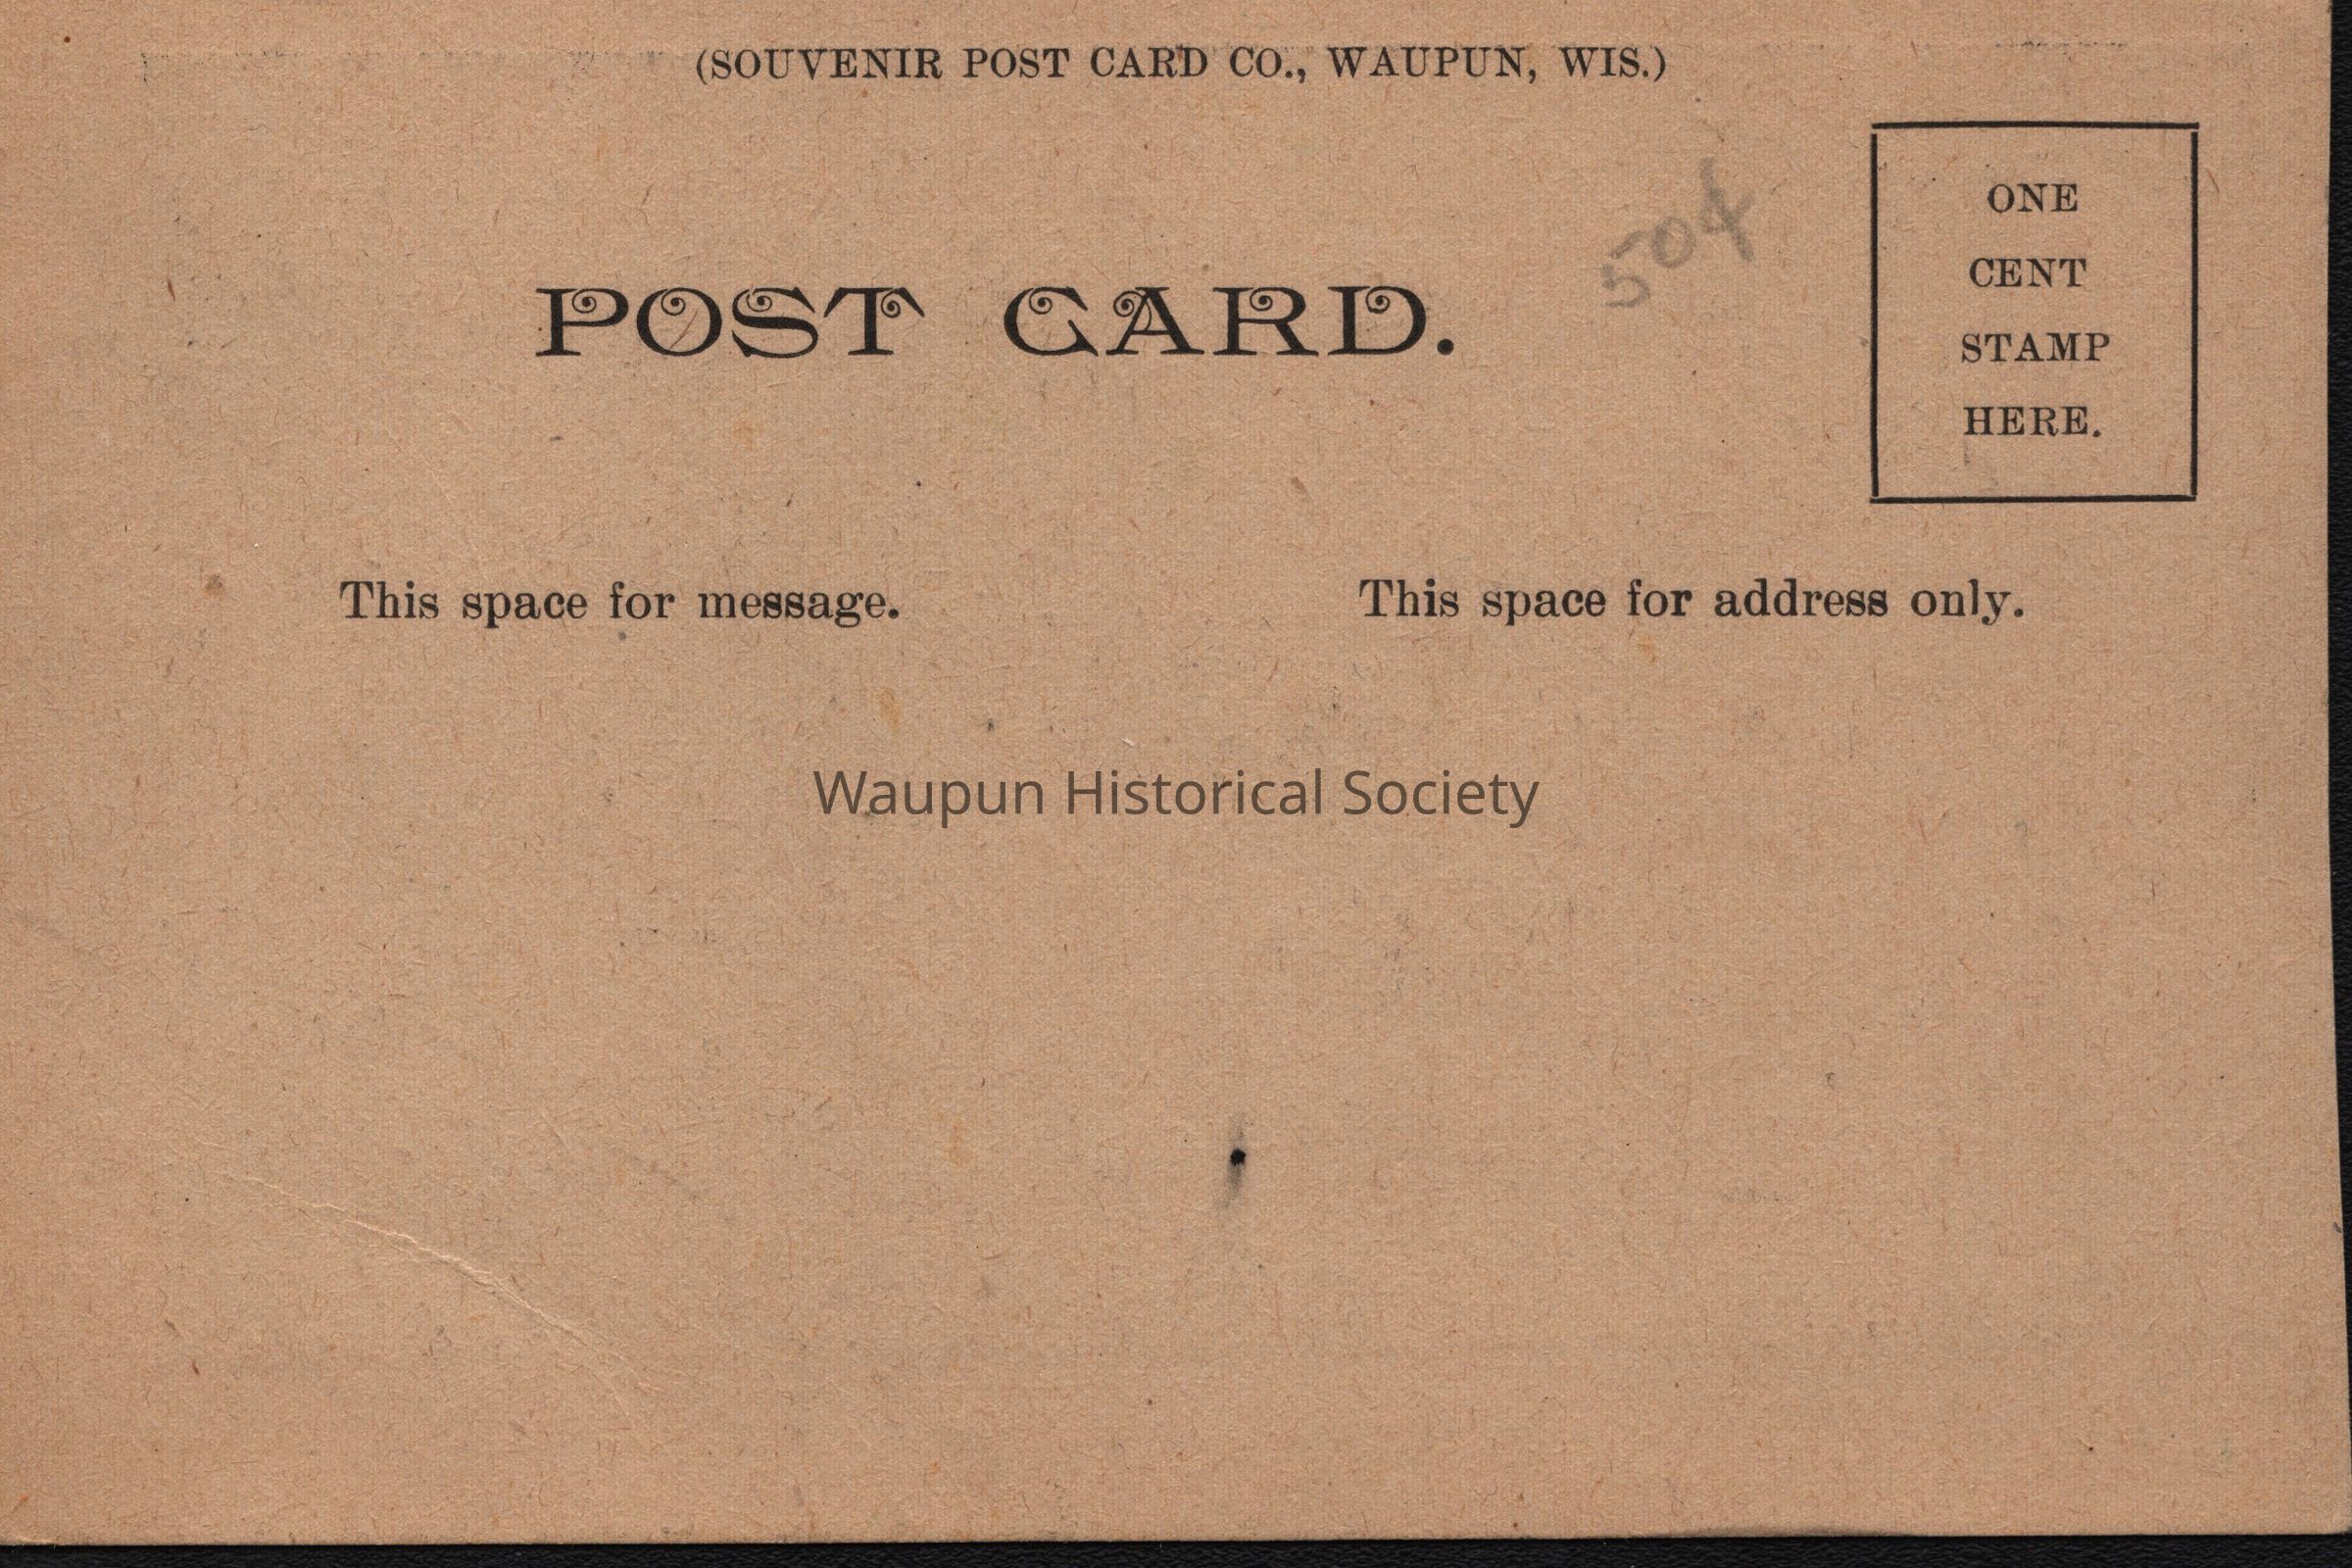 (SOUVENIR POST CARD CO., WAUPUN, WIS.)
ONE
CENT
STAMP
HERE.
50¢
POST CARD.
This space for message.
This space for address only.
Waupun Historical Society